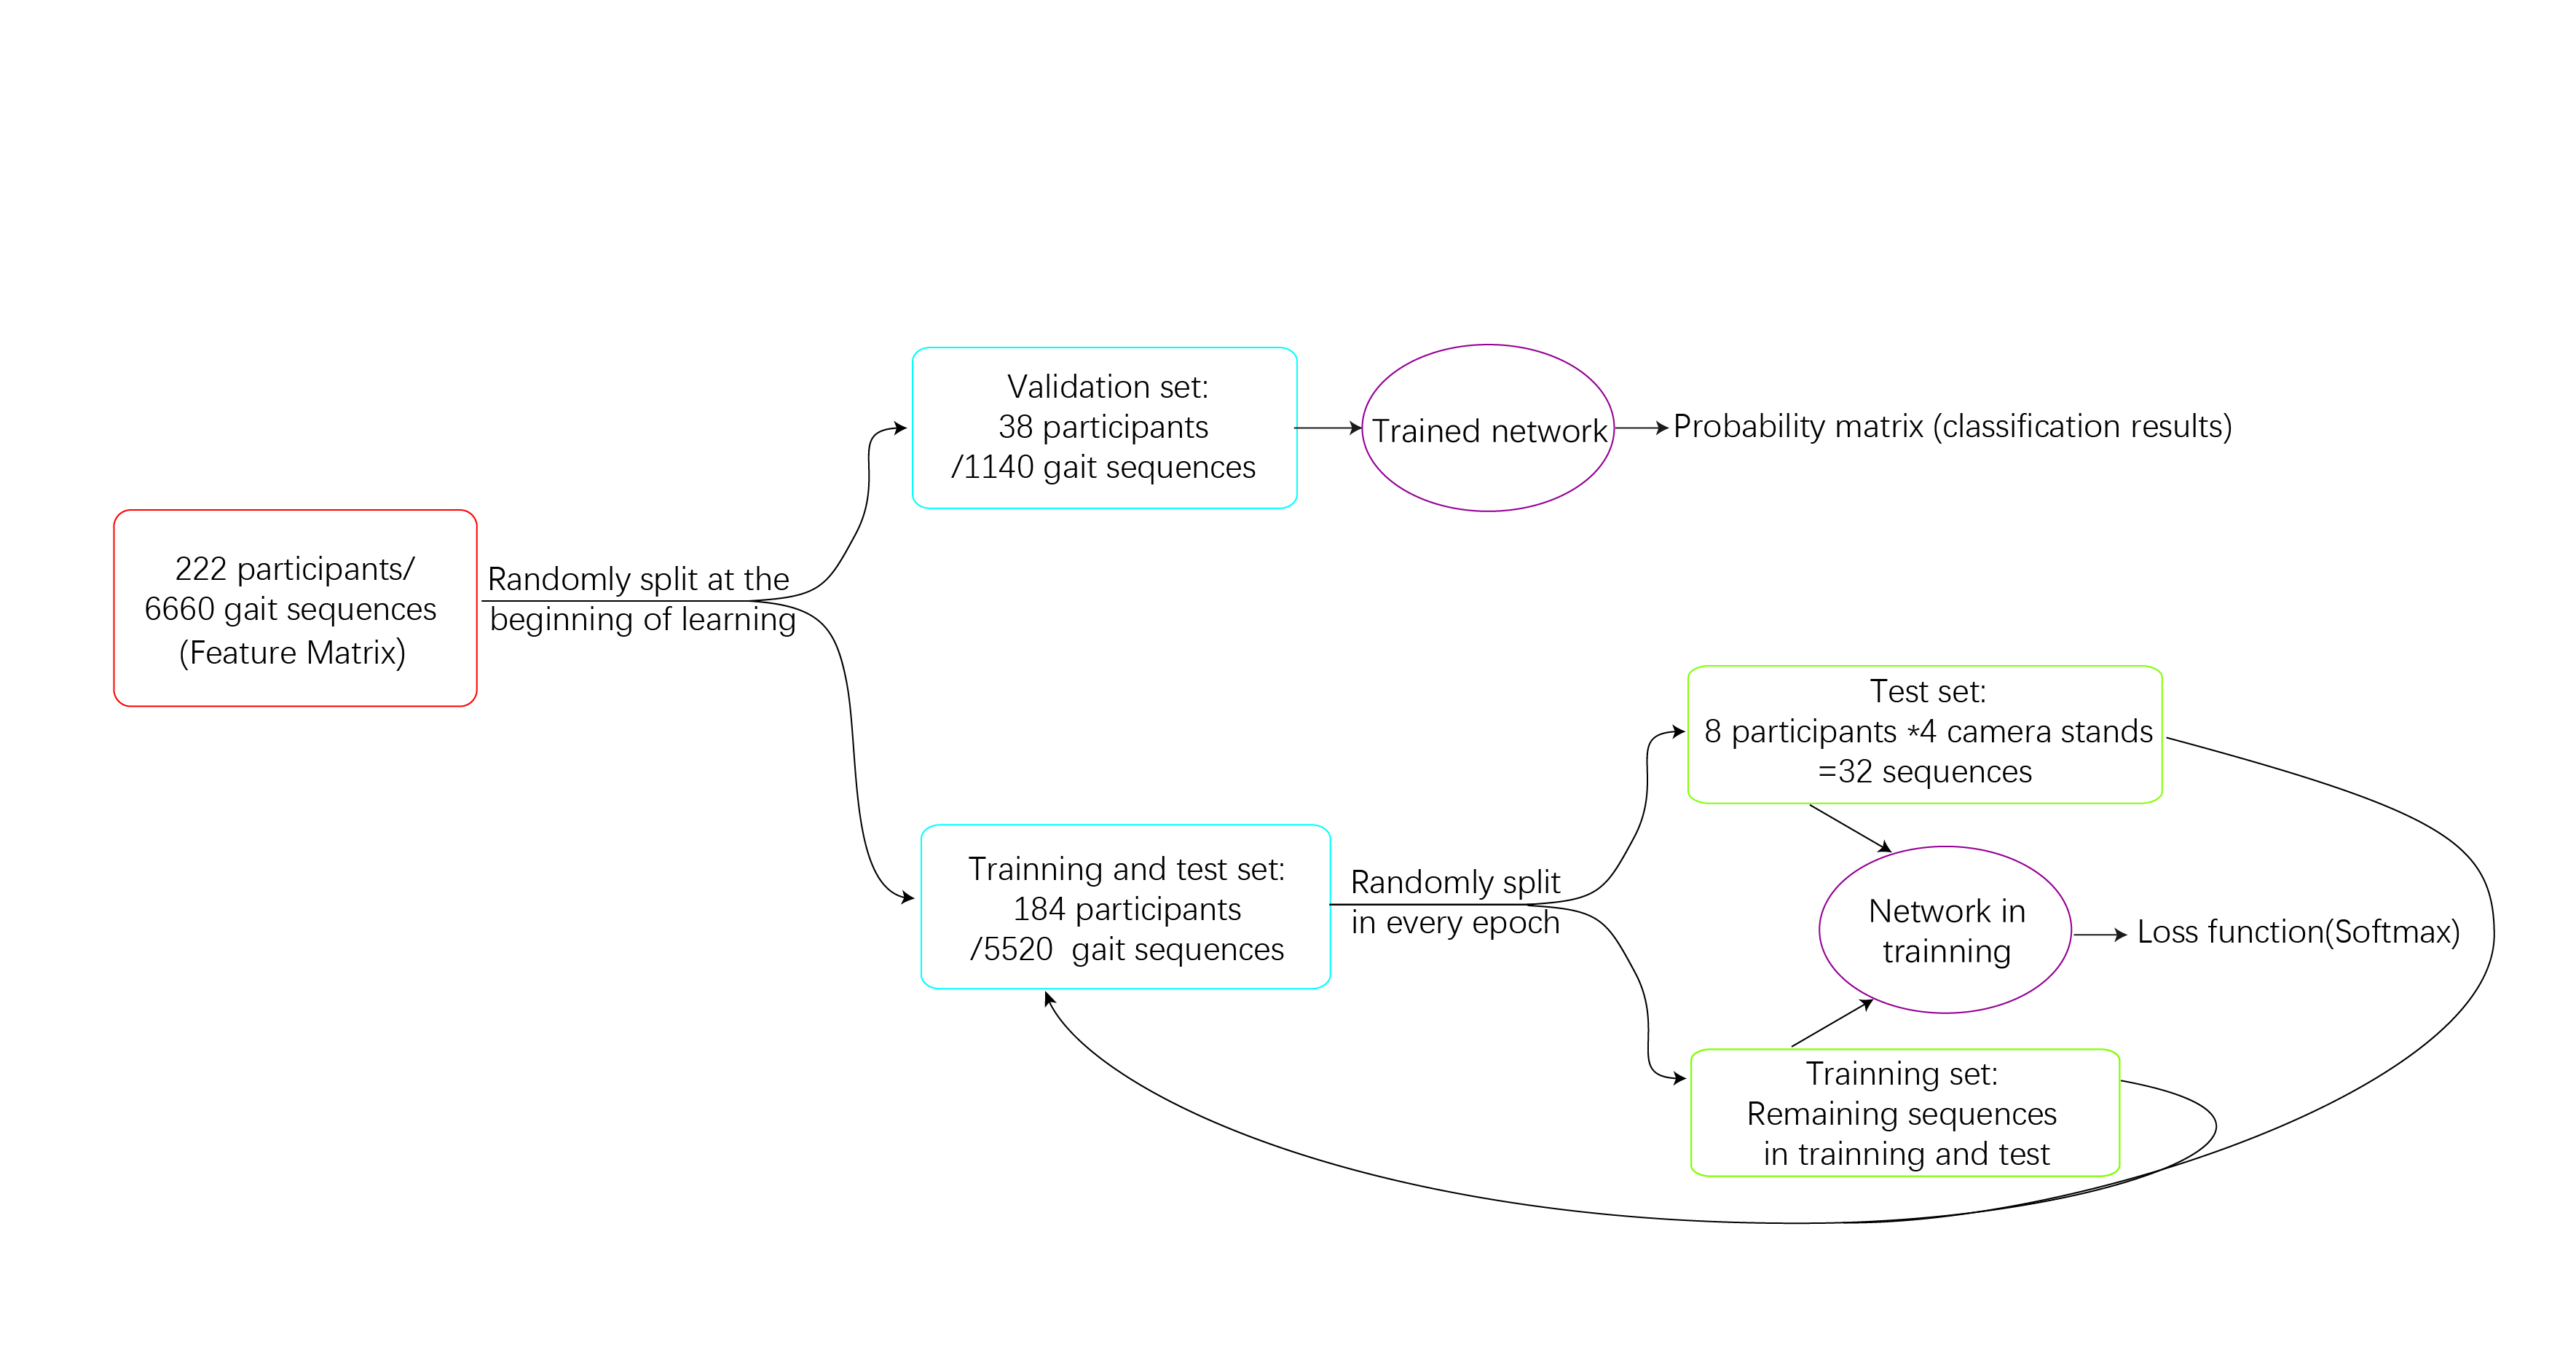 222 participants/
6660 gait sequences
(Feature Matrix)
Randomly split at the
beginning of learning
Validation set:
38 participants
/1140 gait sequences
Trained network
Probability matrix (classification results)
Trainning and test set:
184 participants
/5520 gait sequences
Randomly split
in every epoch
Test set:
8 participants *4 camera stands
=32 sequences
Network in
trainning
Loss function(Softmax)
Trainning set:
Remaining sequences
in trainning and test